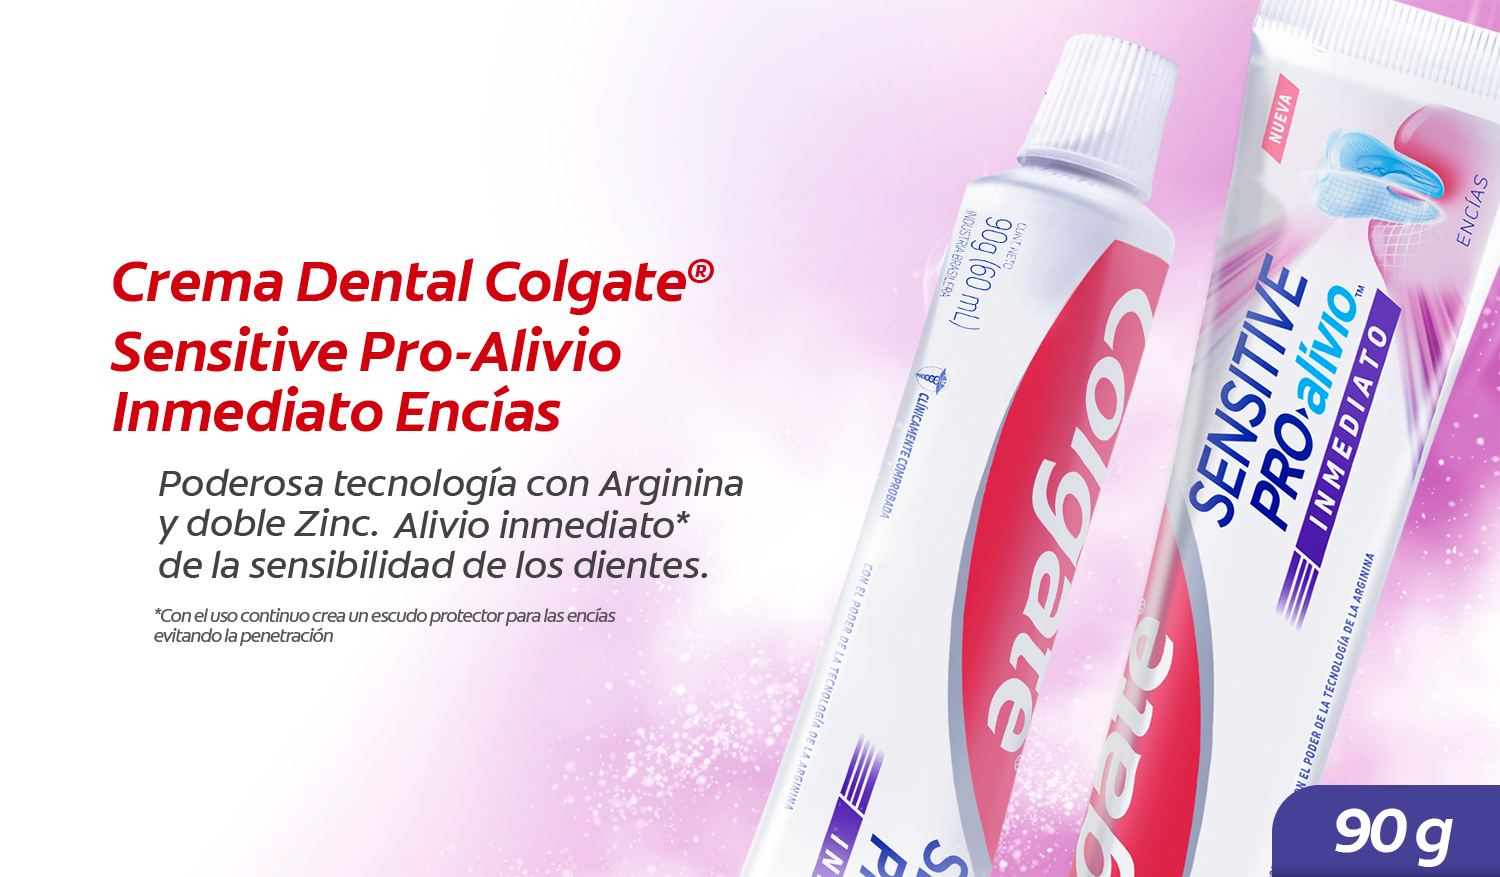 Crema Dental Colgate®
Sensitive Pro-Alivio
Inmediato Encías
Poderosa tecnología con Arginina
y doble Zinc. Alivio inmediato*
de la sensibilidad de los dientes.
*Con el uso continuo crea un escudo protector para las encías
evitando la penetración
CONT. NETO
90g (60 mL)
INDUSTRIA BRASILERA
CLÍNICAMENTE COMPROBADA
Colgate®
CON EL PODER DE LA TECNOLOGÍA DE LA ARGININA
NUEVA
ENCÍAS
SENSITIVE
PRO-alívio™
INMEDIATO
gate®
EL PODER DE LA TECNOLOGÍA DE LA ARGININA
90 g